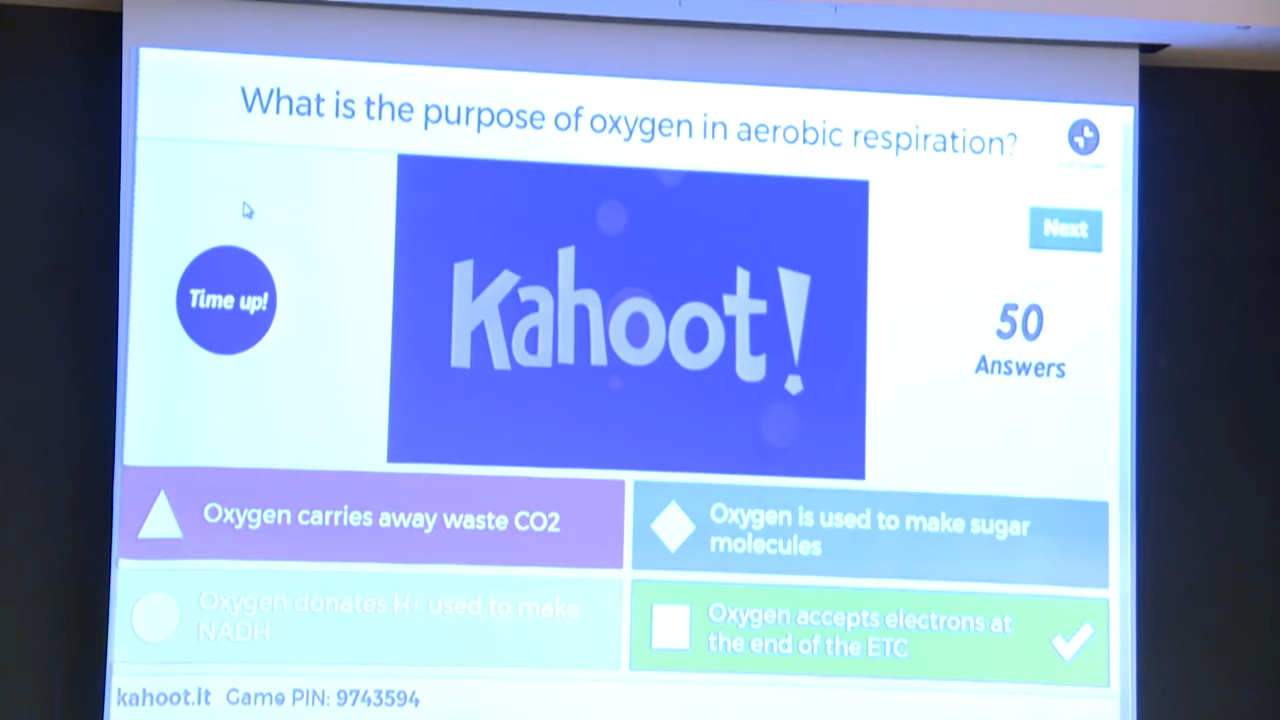 What is the purpose of oxygen in aerobic respiration?
Next
Time up!
Kahoot!
50
Answers
Oxygen carries away waste CO2
Oxygen is used to make sugar
molecules
Oxygen donates H+ used to make
NADH
Oxygen accepts electrons at
the end of the ETC
kahoot.it Game PIN: 9743594